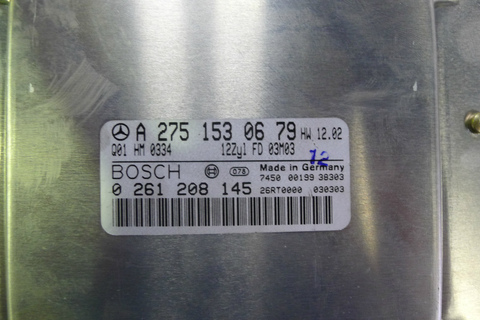 A 275 153 06 79 HW 12.02
Q01 HM 0334 12Zyl FD 03M03
12
BOSCH 078 Made in Germany
7450 00199 38303
0 261 208 145 26RT0000 030303